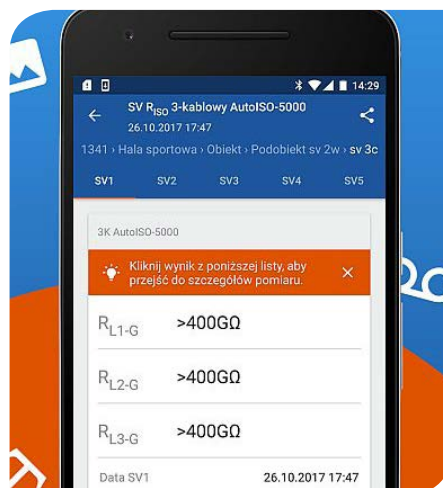 14:29
SV RISO 3-kablowy AutoISO-5000
26.10.2017 17:47
1341 › Hala sportowa › Obiekt › Podobiekt sv 2w › sv 3c
SV1 SV2 SV3 SV4 SV5
3K AutoISO-5000
Kliknij wynik z poniższej listy, aby
przejść do szczegółów pomiaru.
RL1-G >400GΩ
RL2-G >400GΩ
RL3-G >400GΩ
Data SV1 26.10.2017 17:47